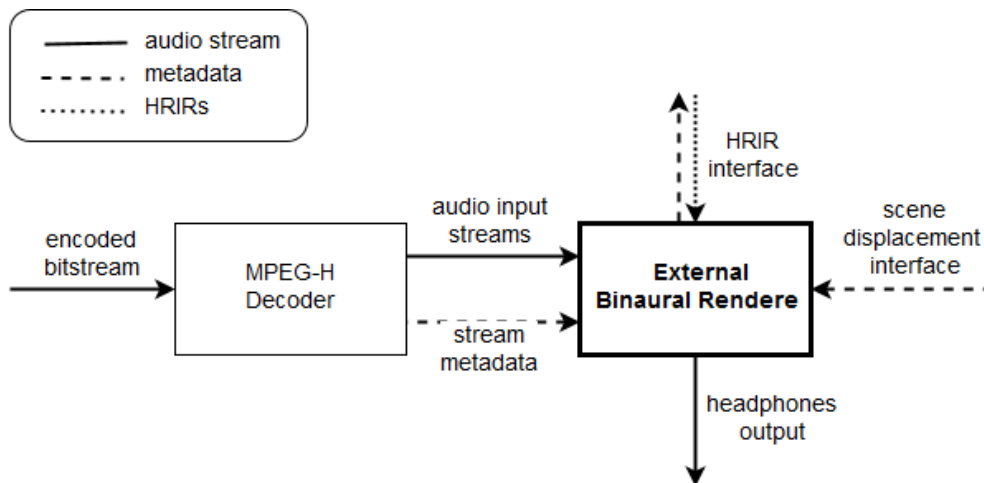 audio stream
metadata
HRIRs
HRIR
interface
scene
displacement
interface
audio input
streams
encoded
bitstream
MPEG-H
Decoder
External
Binaural Rendere
stream
metadata
headphones
output